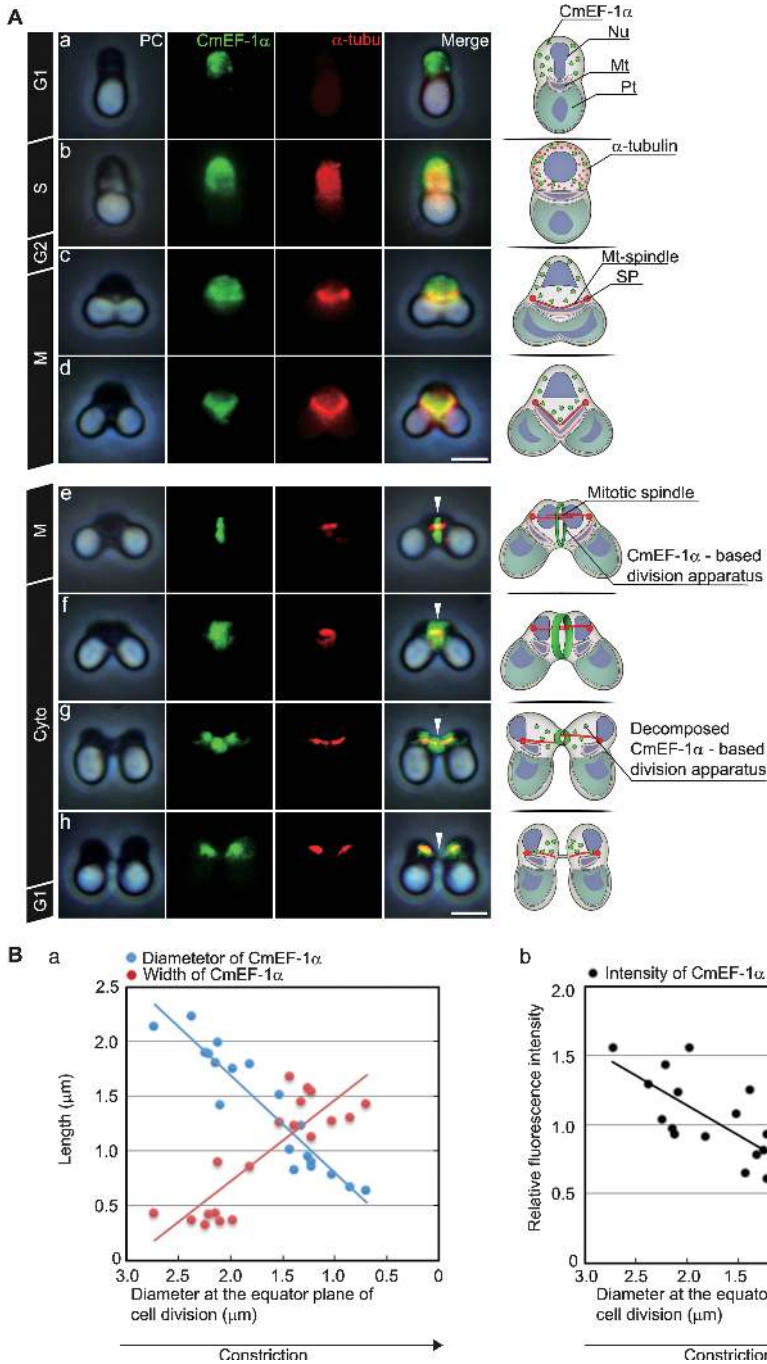 A
a
PC
CmEF-1α
α-tubu
Merge
G1
b
S
G2
c
M
d
CmEF-1α
Nu
Mt
Pt
α-tubulin
Mt-spindle
SP
e
M
f
Cyto
g
h
G1
Mitotic spindle
CmEF-1α - based
division apparatus
Decomposed
CmEF-1α - based
division apparatus
B
a
Diametetor of CmEF-1α
Width of CmEF-1α
2.5
2.0
1.5
1.0
0.5
0
Length (μm)
3.0 2.5 2.0 1.5 1.0 0.5 0
Diameter at the equator plane of
cell division (μm)
Constriction
b
Intensity of CmEF-1α
2.0
1.5
1.0
0.5
0
Relative fluorescence intensity
3.0 2.5 2.0 1.5
Diameter at the equato
cell division (μm)
Constriction